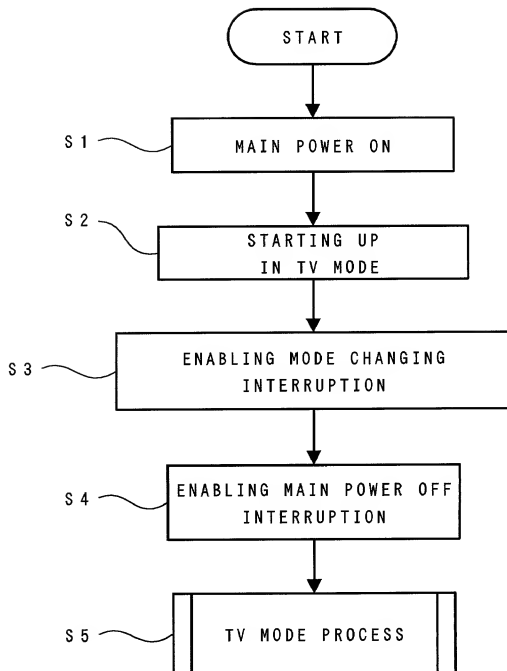 START
S1
MAIN POWER ON
S2
STARTING UP
IN TV MODE
S3
ENABLING MODE CHANGING
INTERRUPTION
S4
ENABLING MAIN POWER OFF
INTERRUPTION
S5
TV MODE PROCESS